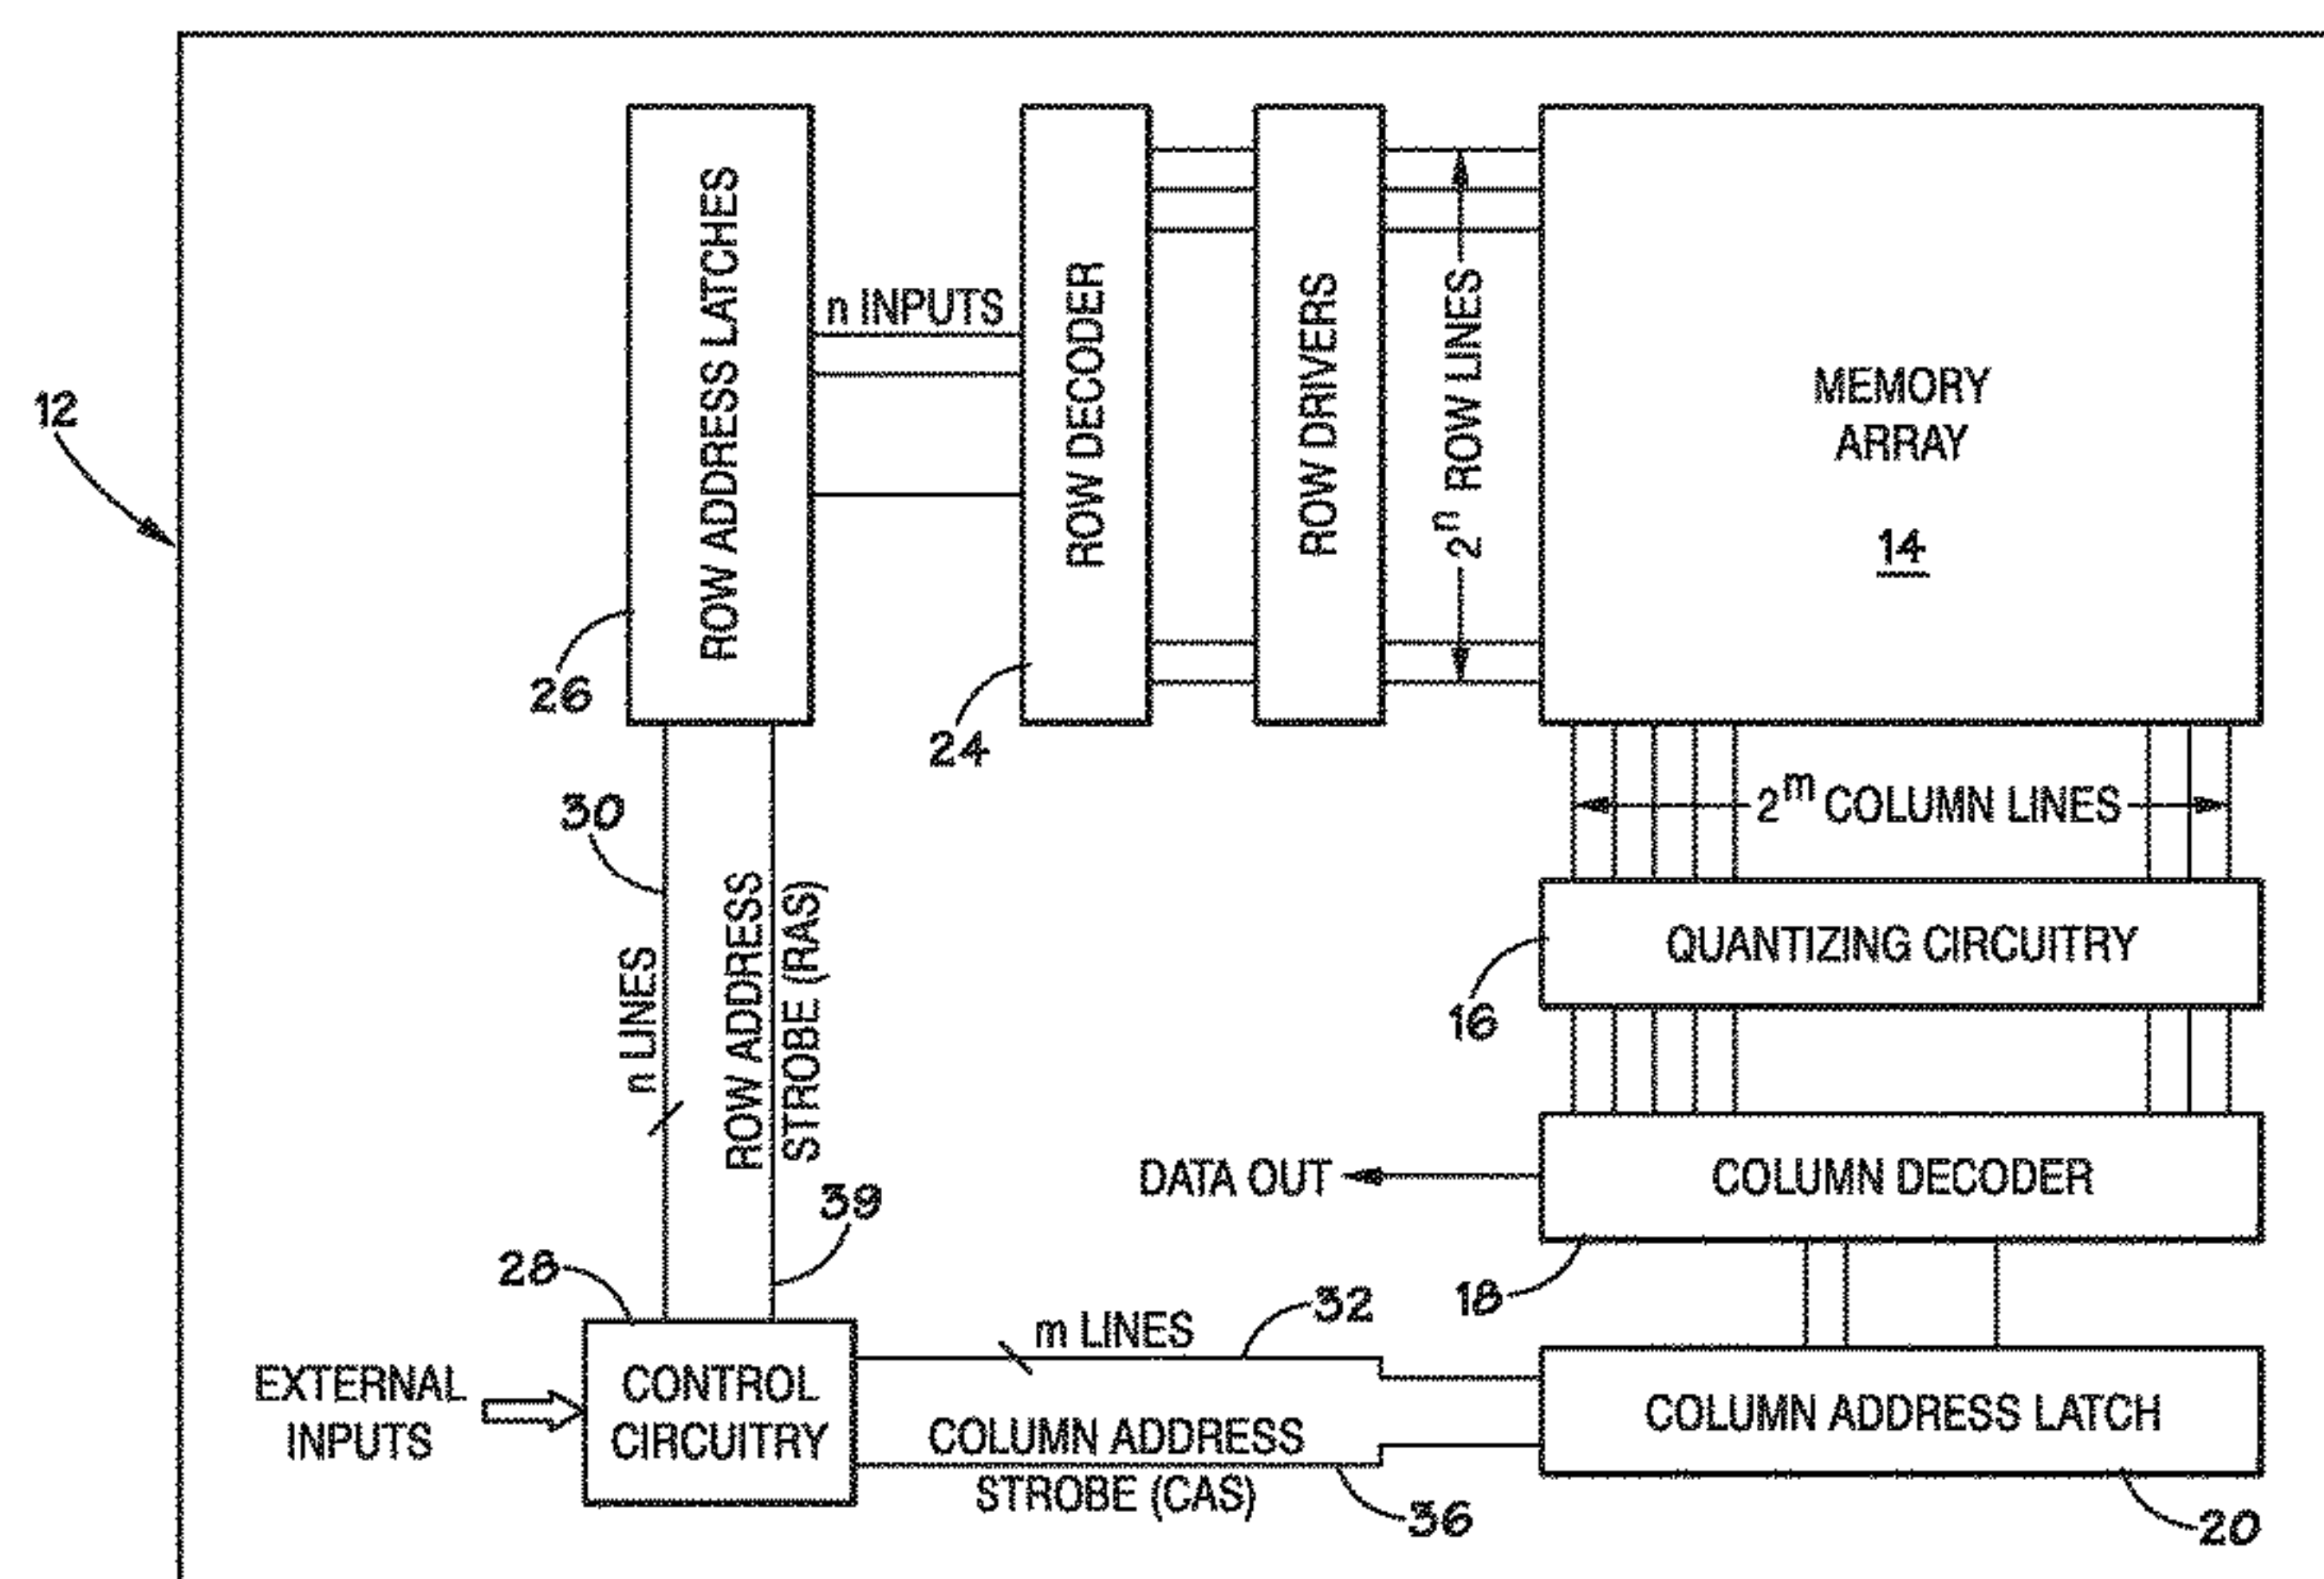 12
ROW ADDRESS LATCHES
26
n INPUTS
ROW DECODER
24
ROW DRIVERS
2ⁿ ROW LINES
MEMORY
ARRAY
14
2ᵐ COLUMN LINES
30
n LINES
ROW ADDRESS
STROBE (RAS)
39
QUANTIZING CIRCUITRY
16
DATA OUT
COLUMN DECODER
18
28
EXTERNAL
INPUTS
CONTROL
CIRCUITRY
m LINES
32
COLUMN ADDRESS
STROBE (CAS)
36
COLUMN ADDRESS LATCH
20